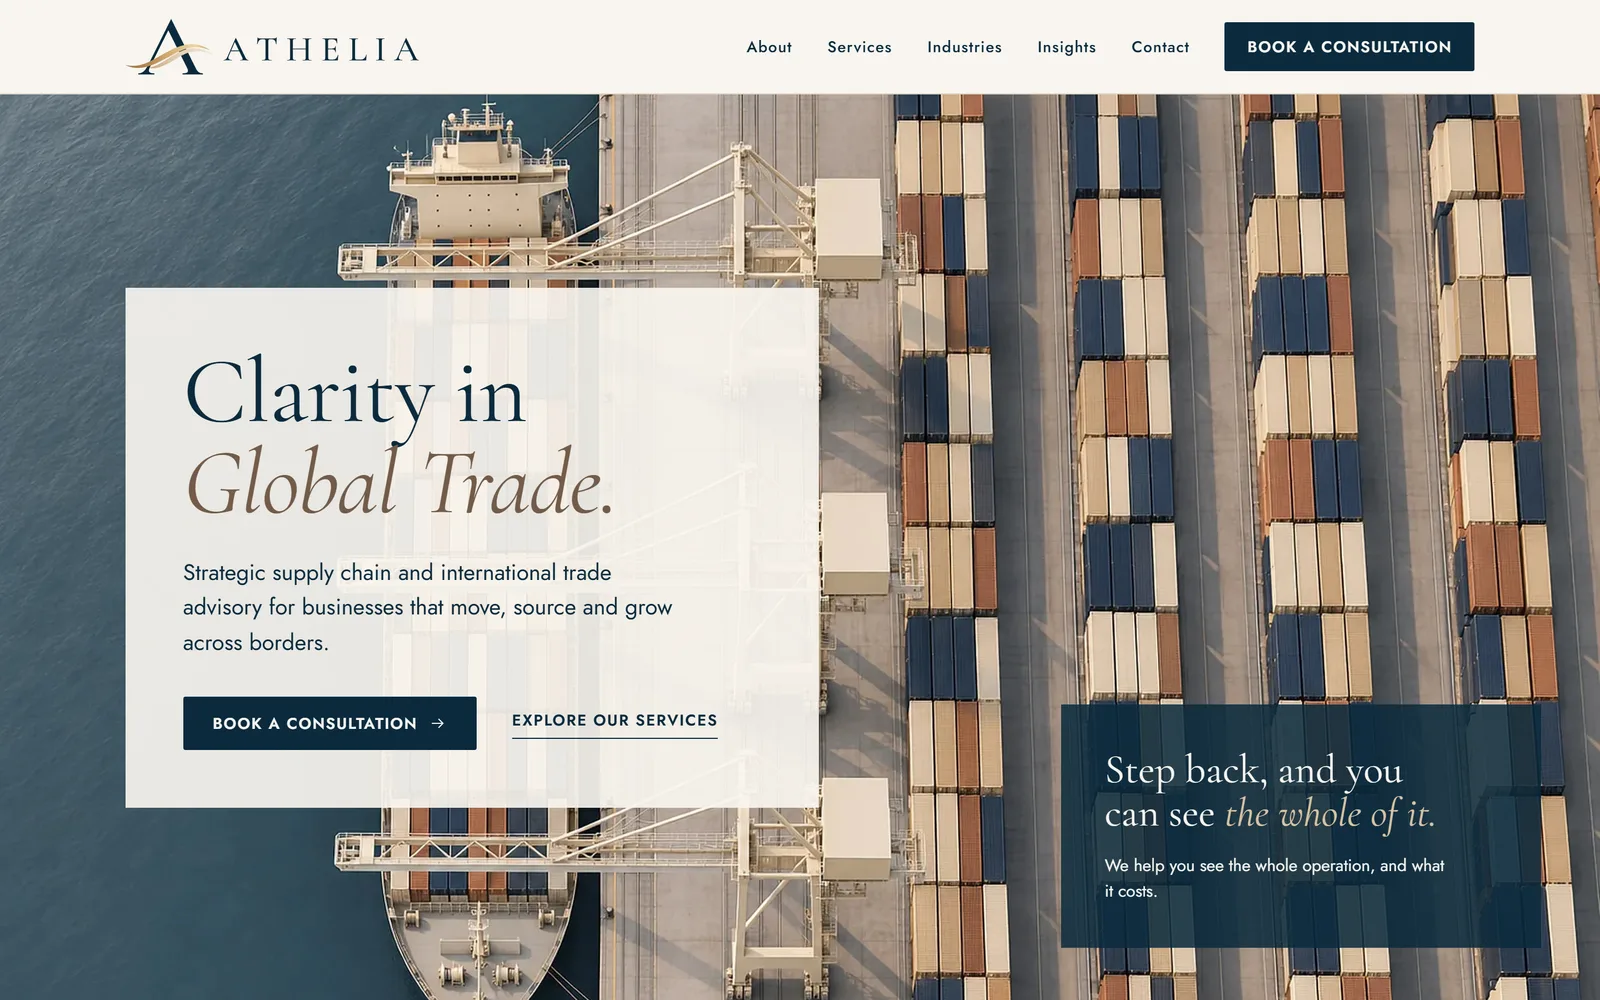 ATHELIA
About
Services
Industries
Insights
Contact
BOOK A CONSULTATION
Clarity in
Global Trade.
Strategic supply chain and international trade
advisory for businesses that move, source and grow
across borders.
BOOK A CONSULTATION →
EXPLORE OUR SERVICES
Step back, and you
can see the whole of it.
We help you see the whole operation, and what
it costs.